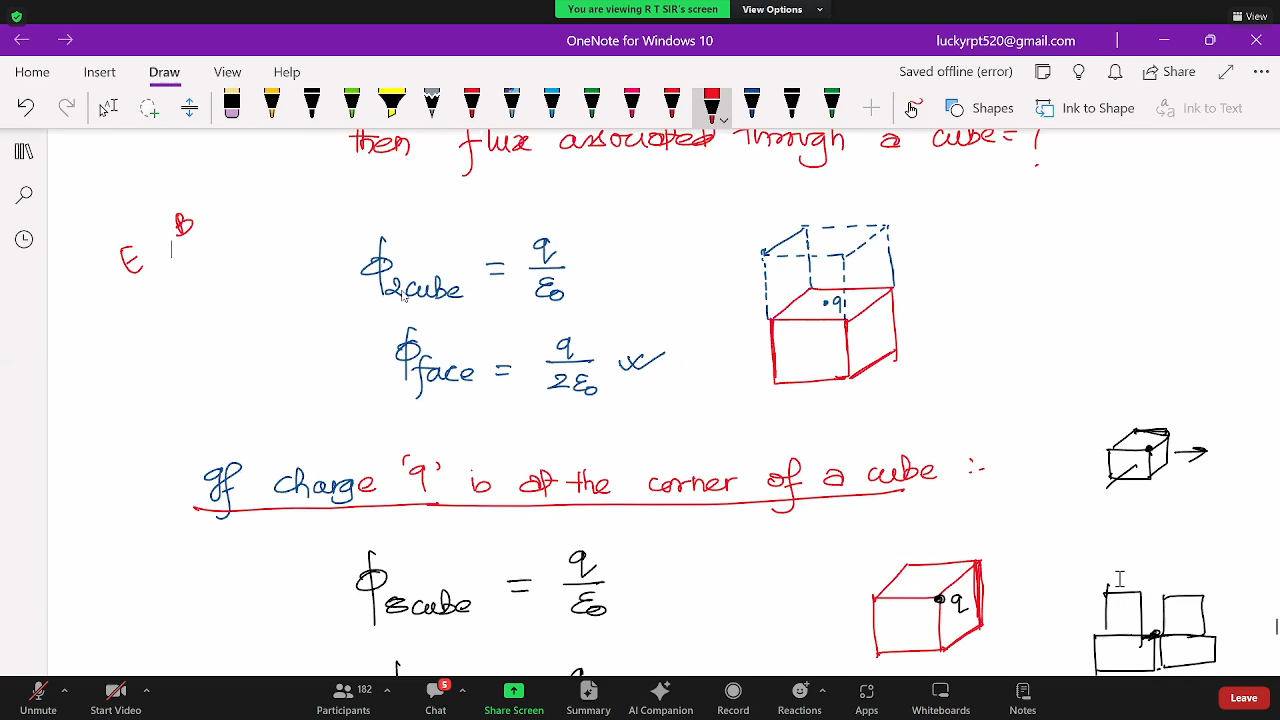 You are viewing R T SIR's screen View Options
View
OneNote for Windows 10 luckyrpt520@gmail.com
Home Insert Draw View Help Saved offline (error) Share
Shapes Ink to Shape Ink to Text
then flux associated through a cube = ?
E B
ϕ2cube = q/ε0
•q
ϕface = q/2ε0
If charge 'q' is at the corner of a cube :-
ϕ8cube = q/ε0
q
q
Unmute Start Video 182 Participants 5 Chat Share Screen Summary AI Companion Record Reactions Apps Whiteboards Notes Leave